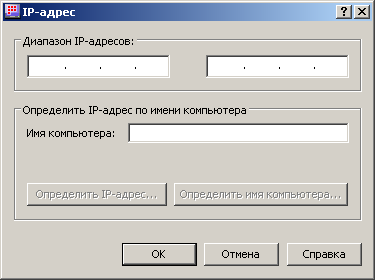 IP-адрес
Диапазон IP-адресов:
. . . . . .
Определить IP-адрес по имени компьютера
Имя компьютера:
Определить IP-адрес... Определить имя компьютера...
OK Отмена Справка